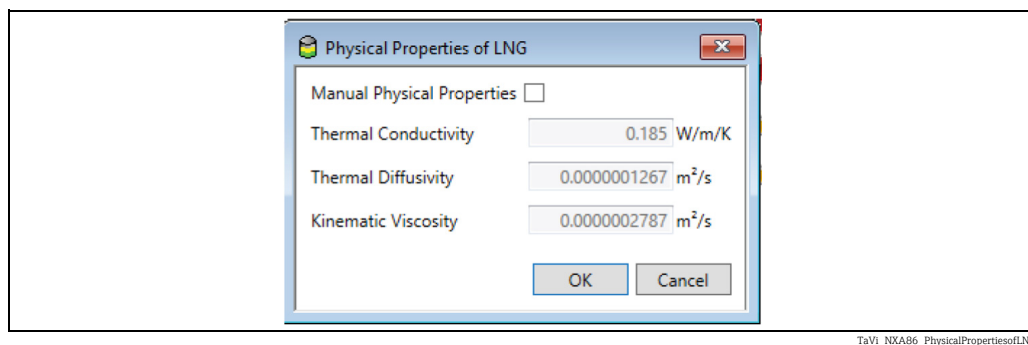 Physical Properties of LNG
Manual Physical Properties
Thermal Conductivity 0.185 W/m/K
Thermal Diffusivity 0.0000001267 m²/s
Kinematic Viscosity 0.0000002787 m²/s
OK Cancel
TaVi_NXA86_PhysicalPropertiesofLN